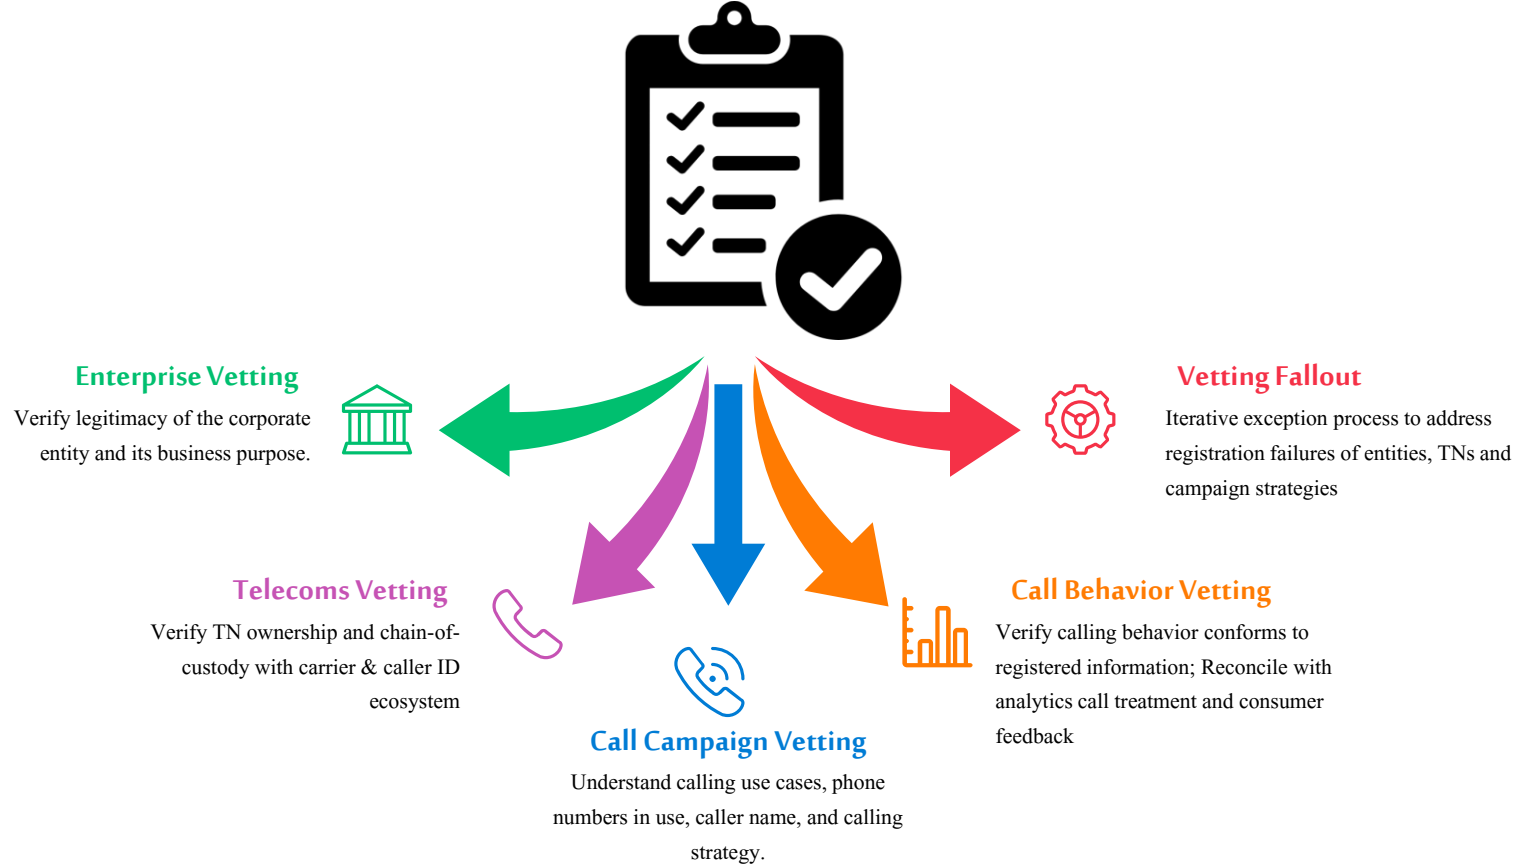 Enterprise Vetting
Verify legitimacy of the corporate
entity and its business purpose.
Telecoms Vetting
Verify TN ownership and chain-of-
custody with carrier & caller ID
ecosystem
Call Campaign Vetting
Understand calling use cases, phone
numbers in use, caller name, and calling
strategy.
Call Behavior Vetting
Verify calling behavior conforms to
registered information; Reconcile with
analytics call treatment and consumer
feedback
Vetting Fallout
Iterative exception process to address
registration failures of entities, TNs and
campaign strategies